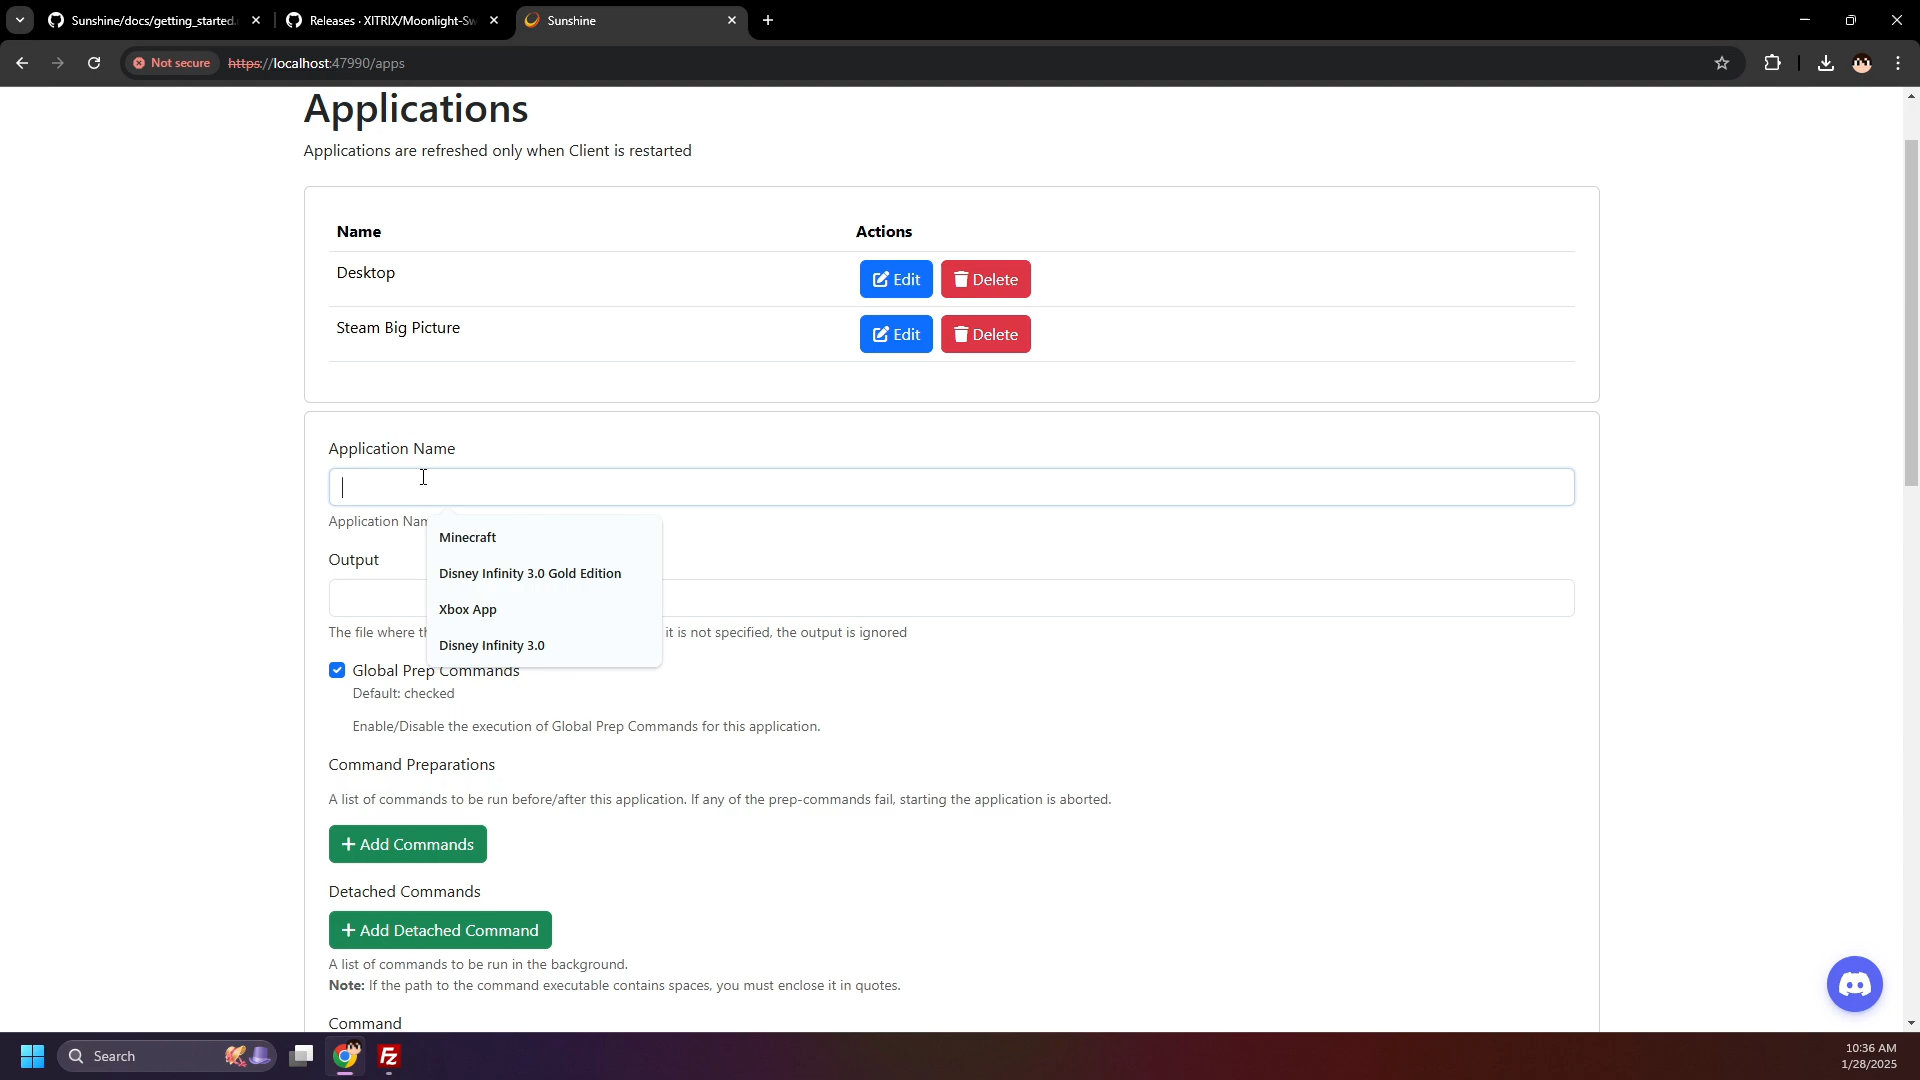 Sunshine/docs/getting_started.
Releases · XITRIX/Moonlight-Sw
Sunshine
Not secure
https://localhost:47990/apps
Applications
Applications are refreshed only when Client is restarted
Name
Actions
Desktop
Edit
Delete
Steam Big Picture
Edit
Delete
Application Name
Application Nam
Minecraft
Disney Infinity 3.0 Gold Edition
Xbox App
Disney Infinity 3.0
Output
The file where th
it is not specified, the output is ignored
Global Prep Commands
Default: checked
Enable/Disable the execution of Global Prep Commands for this application.
Command Preparations
A list of commands to be run before/after this application. If any of the prep-commands fail, starting the application is aborted.
+ Add Commands
Detached Commands
+ Add Detached Command
A list of commands to be run in the background.
Note: If the path to the command executable contains spaces, you must enclose it in quotes.
Command
Search
Fz
10:36 AM
1/28/2025